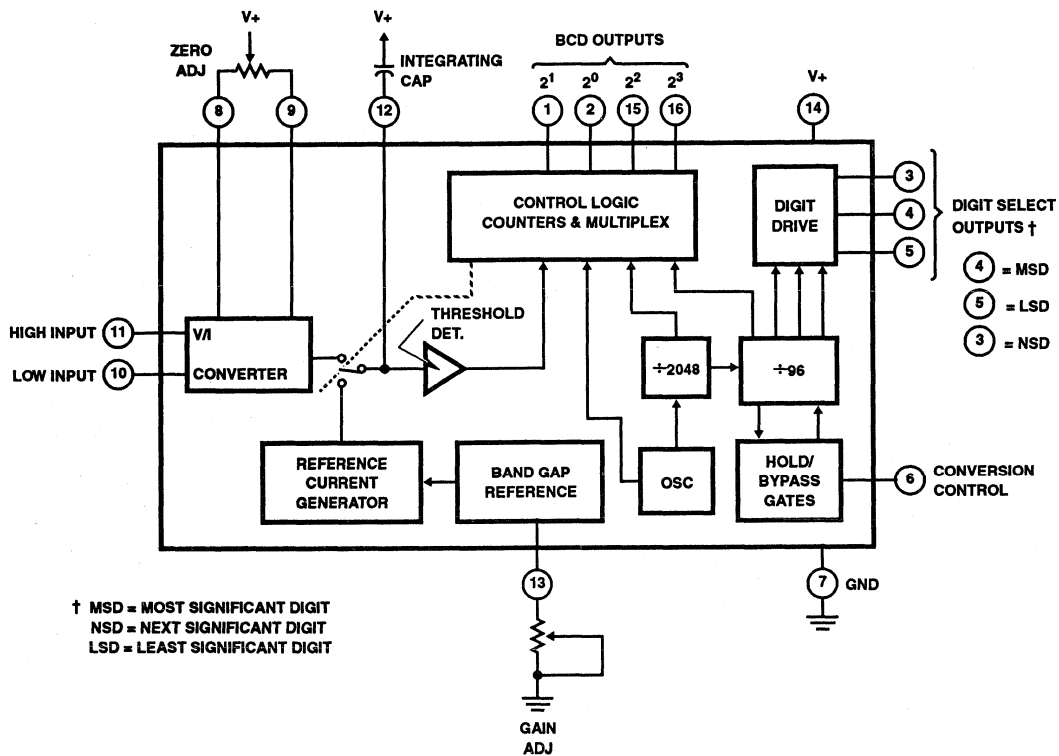 V+
ZERO
ADJ
V+
INTEGRATING
CAP
BCD OUTPUTS
2¹ 2⁰ 2² 2³
V+
8 9 12 1 2 15 16 14
CONTROL LOGIC
COUNTERS & MULTIPLEX
DIGIT
DRIVE
3
4
5
DIGIT SELECT
OUTPUTS †
4 = MSD
5 = LSD
3 = NSD
HIGH INPUT 11
LOW INPUT 10
V/I
CONVERTER
THRESHOLD
DET.
÷2048
÷96
REFERENCE
CURRENT
GENERATOR
BAND GAP
REFERENCE
OSC
HOLD/
BYPASS
GATES
6 CONVERSION
CONTROL
13
7 GND
† MSD = MOST SIGNIFICANT DIGIT
NSD = NEXT SIGNIFICANT DIGIT
LSD = LEAST SIGNIFICANT DIGIT
GAIN
ADJ